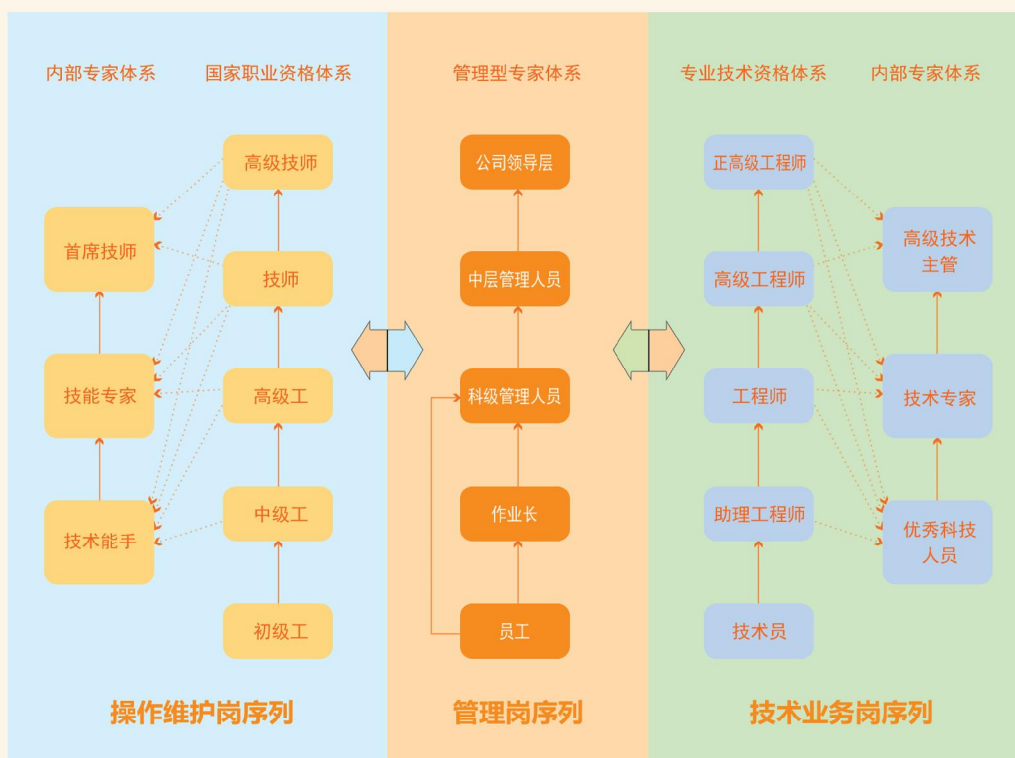 内部专家体系
国家职业资格体系
高级技师
首席技师
技师
技能专家
高级工
技术能手
中级工
初级工
操作维护岗序列
管理型专家体系
公司领导层
中层管理人员
科级管理人员
作业长
员工
管理岗序列
专业技术资格体系
内部专家体系
正高级工程师
高级技术
主管
高级工程师
工程师
技术专家
助理工程师
优秀科技
人员
技术员
技术业务岗序列